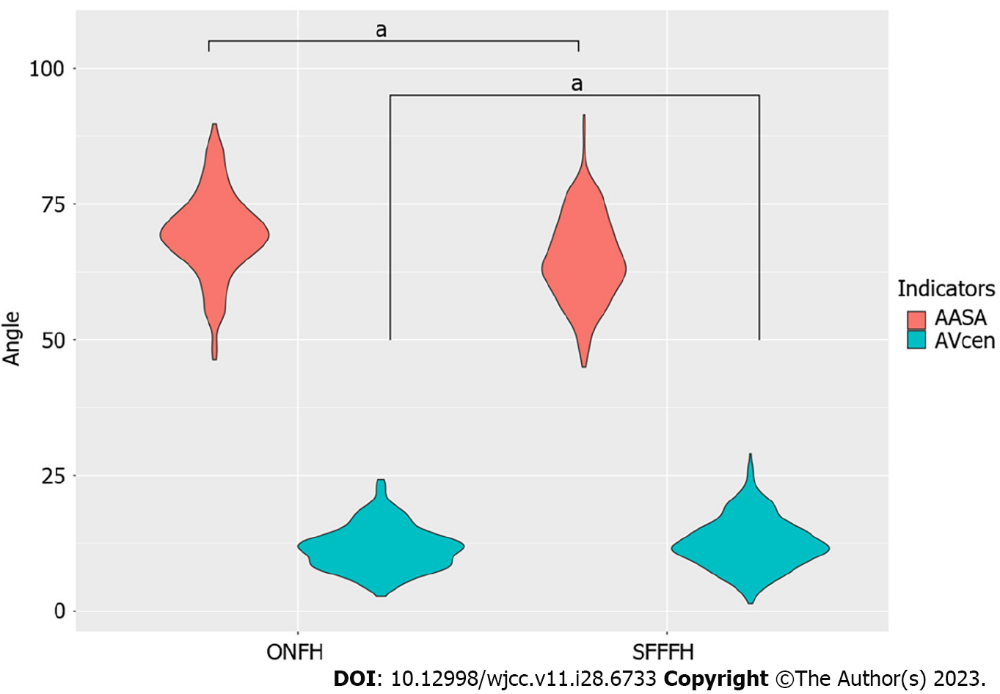 a
100
a
75
50
25
0
Angle
Indicators
AASA
AVcen
ONFH SFFFH
DOI: 10.12998/wjcc.v11.i28.6733 Copyright ©The Author(s) 2023.